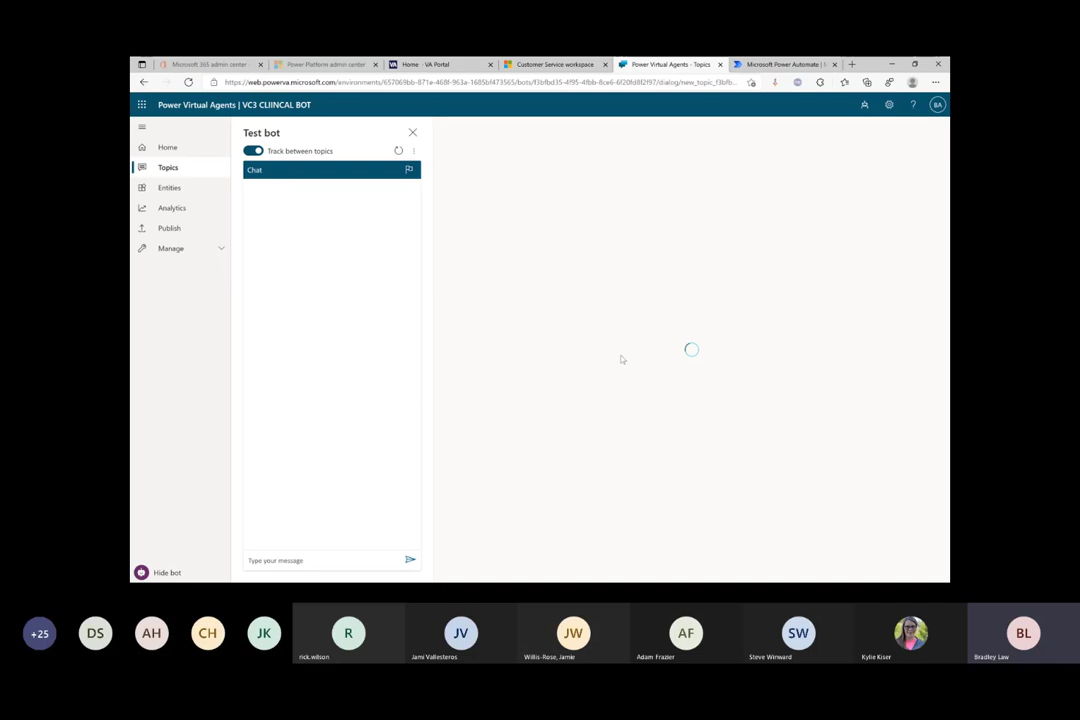 Microsoft 365 admin center
Power Platform admin center
VA Home - VA Portal
Customer Service workspace
Power Virtual Agents - Topics
Microsoft Power Automate |
Power Virtual Agents | VC3 CLIINCAL BOT
BA
Home
Topics
Entities
Analytics
Publish
Manage
Hide bot
Test bot
Track between topics
Chat
Type your message
+25
DS
AH
CH
JK
R
JV
JW
AF
SW
BL
rick.wilson
Jami Vallesteros
Willis-Rose, Jamie
Adam Frazier
Steve Winward
Kylie Kiser
Bradley Law